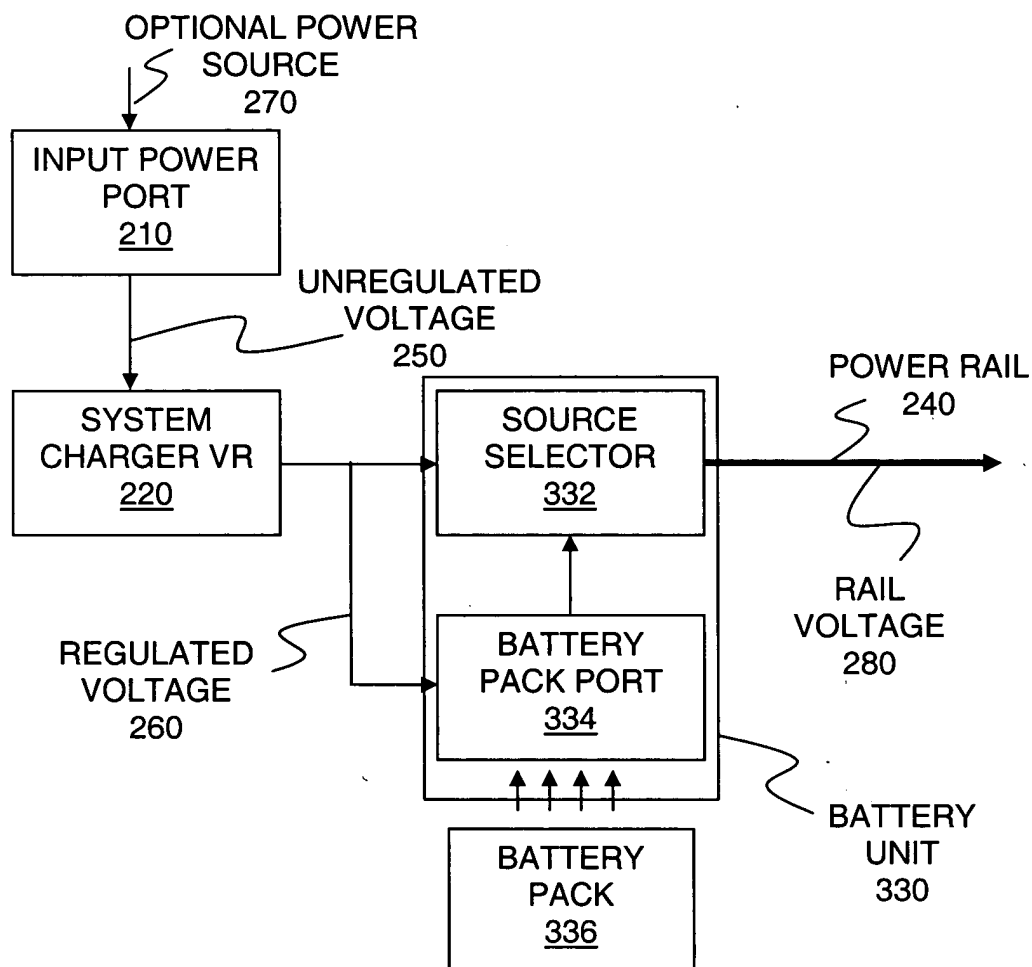 OPTIONAL POWER
SOURCE
270
INPUT POWER
PORT
210
UNREGULATED
VOLTAGE
250
SYSTEM
CHARGER VR
220
SOURCE
SELECTOR
332
POWER RAIL
240
RAIL
VOLTAGE
280
REGULATED
VOLTAGE
260
BATTERY
PACK PORT
334
BATTERY
UNIT
330
BATTERY
PACK
336